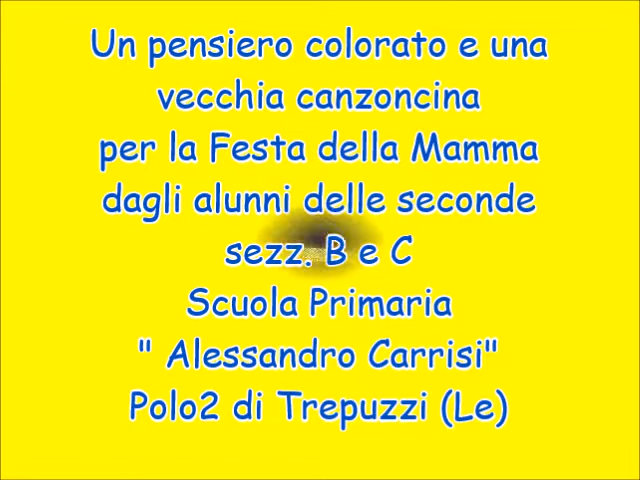 Un pensiero colorato e una
vecchia canzoncina
per la Festa della Mamma
dagli alunni delle seconde
sezz. B e C
Scuola Primaria
" Alessandro Carrisi"
Polo2 di Trepuzzi (Le)